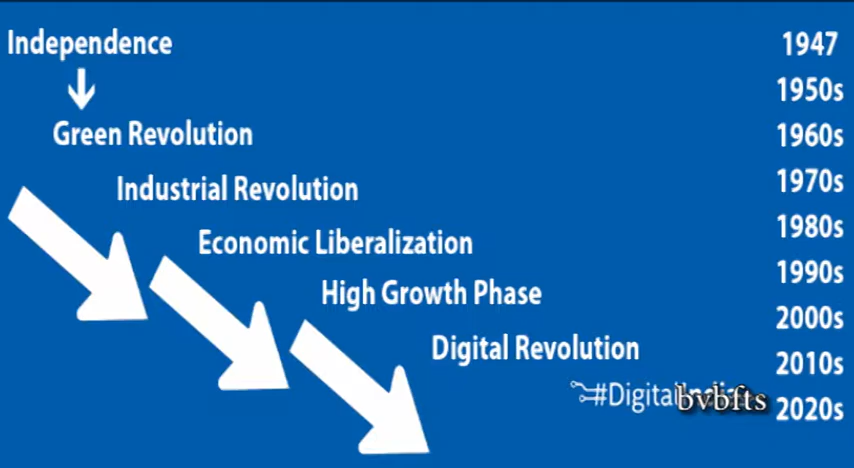 Independence 1947
1950s
Green Revolution 1960s
1970s
Industrial Revolution
1980s
Economic Liberalization
1990s
High Growth Phase
2000s
Digital Revolution
2010s
bvbfts
2020s